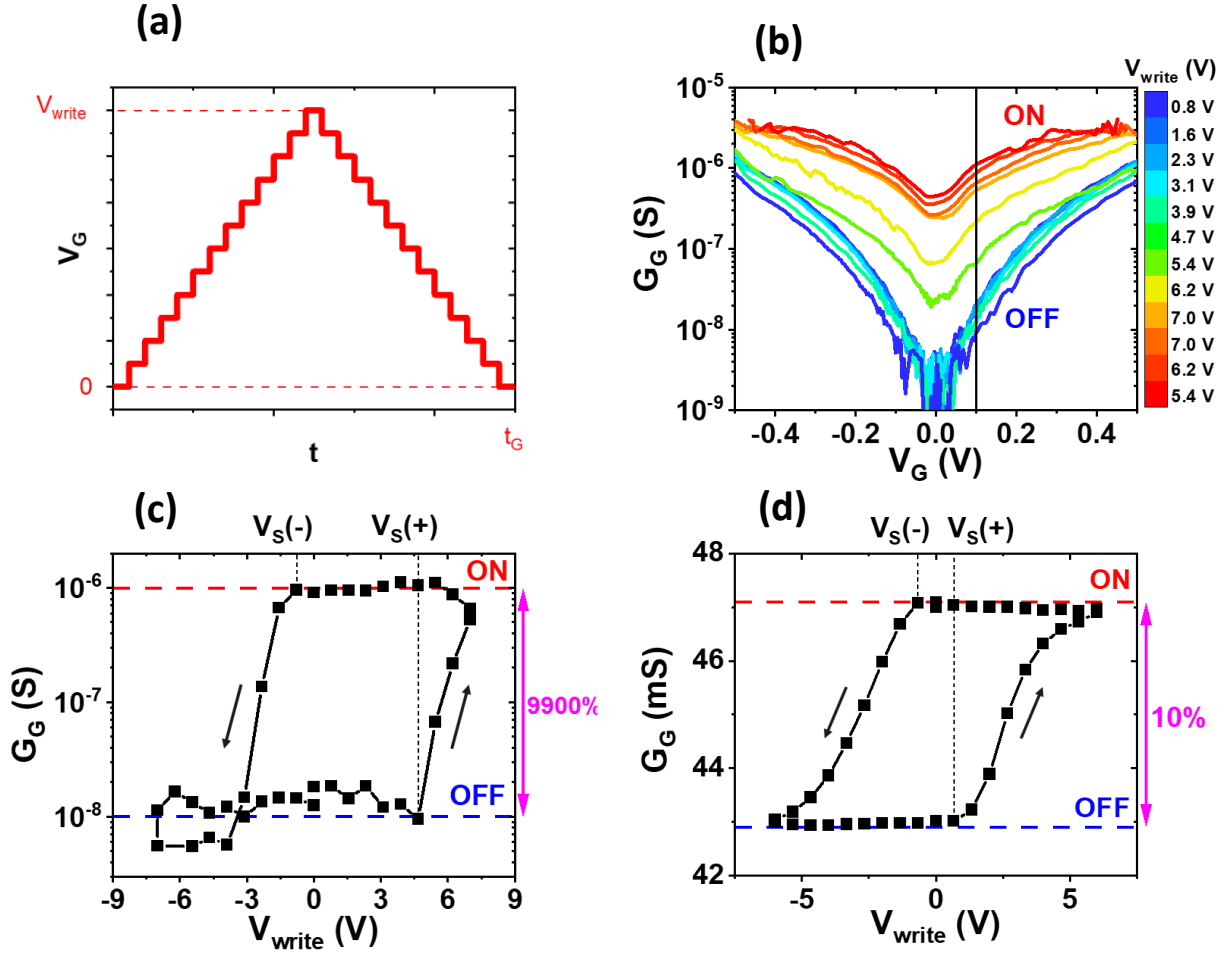 (a)
V_write
V_G
0
t
t_G
(b)
V_write (V)
10^-5
10^-6
10^-7
10^-8
10^-9
G_G (S)
ON
OFF
0.8 V
1.6 V
2.3 V
3.1 V
3.9 V
4.7 V
5.4 V
6.2 V
7.0 V
7.0 V
6.2 V
5.4 V
-0.4 -0.2 0.0 0.2 0.4
V_G (V)
(c)
V_S(-) V_S(+)
ON
10^-6
10^-7
10^-8
G_G (S)
OFF
9900%
-9 -6 -3 0 3 6 9
V_write (V)
(d)
V_S(-) V_S(+)
48
46
44
42
G_G (mS)
ON
OFF
10%
-5 0 5
V_write (V)